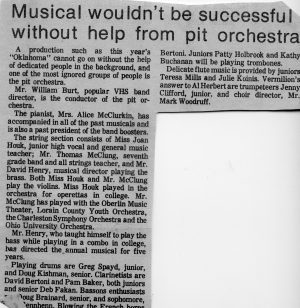 Musical wouldn't be successful
without help from pit orchestra
A production such as this year's
"Oklahoma" cannot go on without the help
of dedicated people in the background, and
one of the most ignored groups of people is
the pit orchestra.
Mr. William Burt, popular VHS band
director, is the conductor of the pit or-
chestra.
The pianist, Mrs. Alice McClurkin, has
accompanied in all of the past musicals and
is also a past president of the band boosters.
The string section consists of Miss Joan
Houk, junior high vocal and general music
teacher; Mr. Thomas McClung, seventh
grade band and all strings teacher, and Mr.
David Henry, musical director playing the
brass. Both Miss Houk and Mr. McClung
play the violins. Miss Houk played in the
orchestra for operettas in college. Mr.
McClung has played with the Oberlin Music
Theater, Lorain County Youth Orchestra,
the Charleston Symphony Orchestra and the
Ohio University Orchestra.
Mr. Henry, who taught himself to play the
bass while playing in a combo in college,
has directed the annual musical for five
years.
Playing drums are Greg Spayd, junior,
and Doug Kishman, senior. Clarinetists are
David Bertoni and Pam Baker, both juniors
and senior Deb Fakan. Bassoons enthusiasts
Doug Brainard, senior, and sophomore,
Blowing the French horns
Bertoni. Juniors Patty Holbrook and Kathy
Buchanan will be playing trombones.
Delicate flute music is provided by juniors
Teresa Mills and Julie Koinis. Vermilion's
answer to Al Herbert are trumpeteers Jenny
Clifford, junior, and choir director, Mr.
Mark Woodruff.